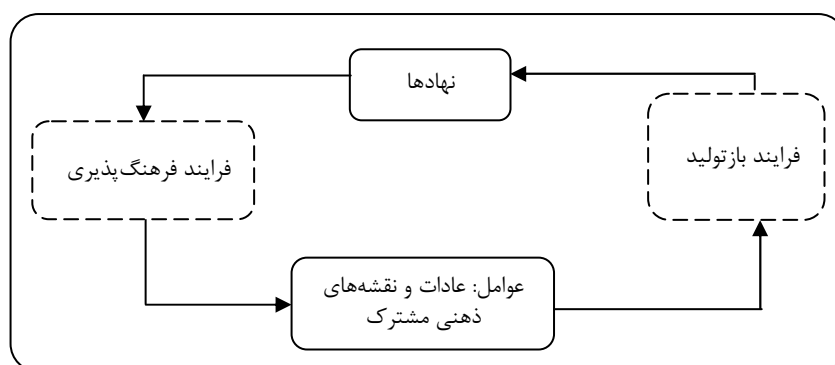 نهادها
فرایند بازتولید
فرایند فرهنگ‌پذیری
عوامل: عادات و نقشه‌های
ذهنی مشترک